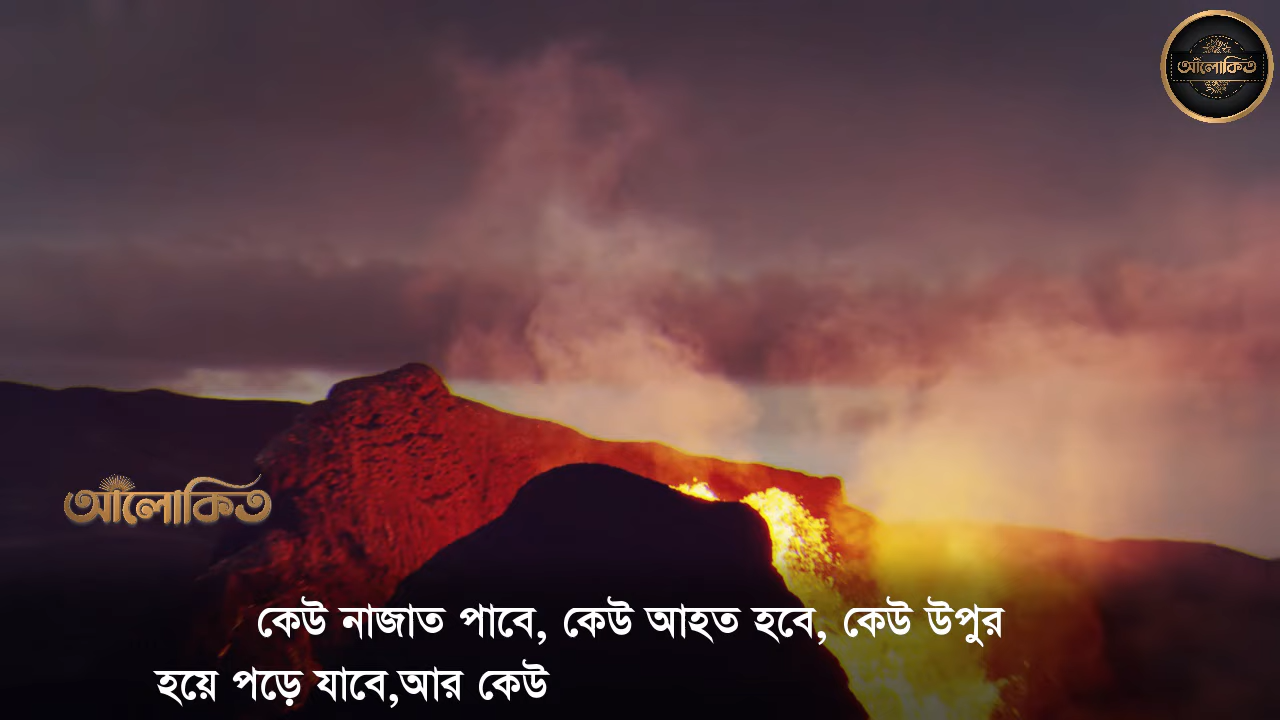 আলোকিত
আলোকিত
কেউ নাজাত পাবে, কেউ আহত হবে, কেউ উপুর
হয়ে পড়ে যাবে,আর কেউ